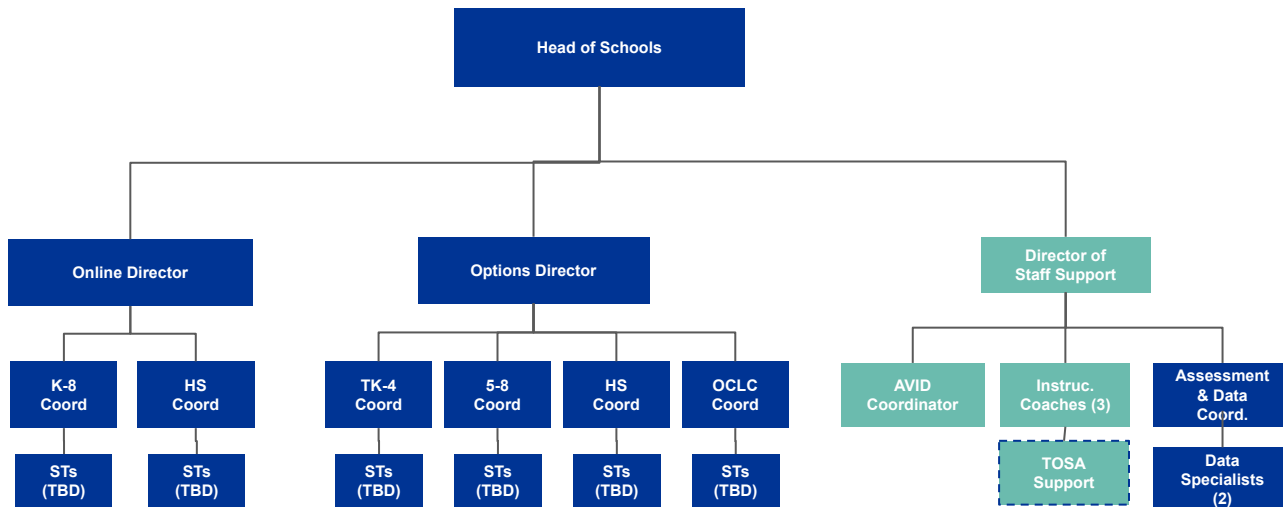 Head of Schools
Online Director
Options Director
Director of
Staff Support
K-8
Coord
HS
Coord
TK-4
Coord
5-8
Coord
HS
Coord
OCLC
Coord
AVID
Coordinator
Instruc.
Coaches (3)
Assessment
& Data
Coord.
STs
(TBD)
STs
(TBD)
STs
(TBD)
STs
(TBD)
STs
(TBD)
STs
(TBD)
TOSA
Support
Data
Specialists
(2)